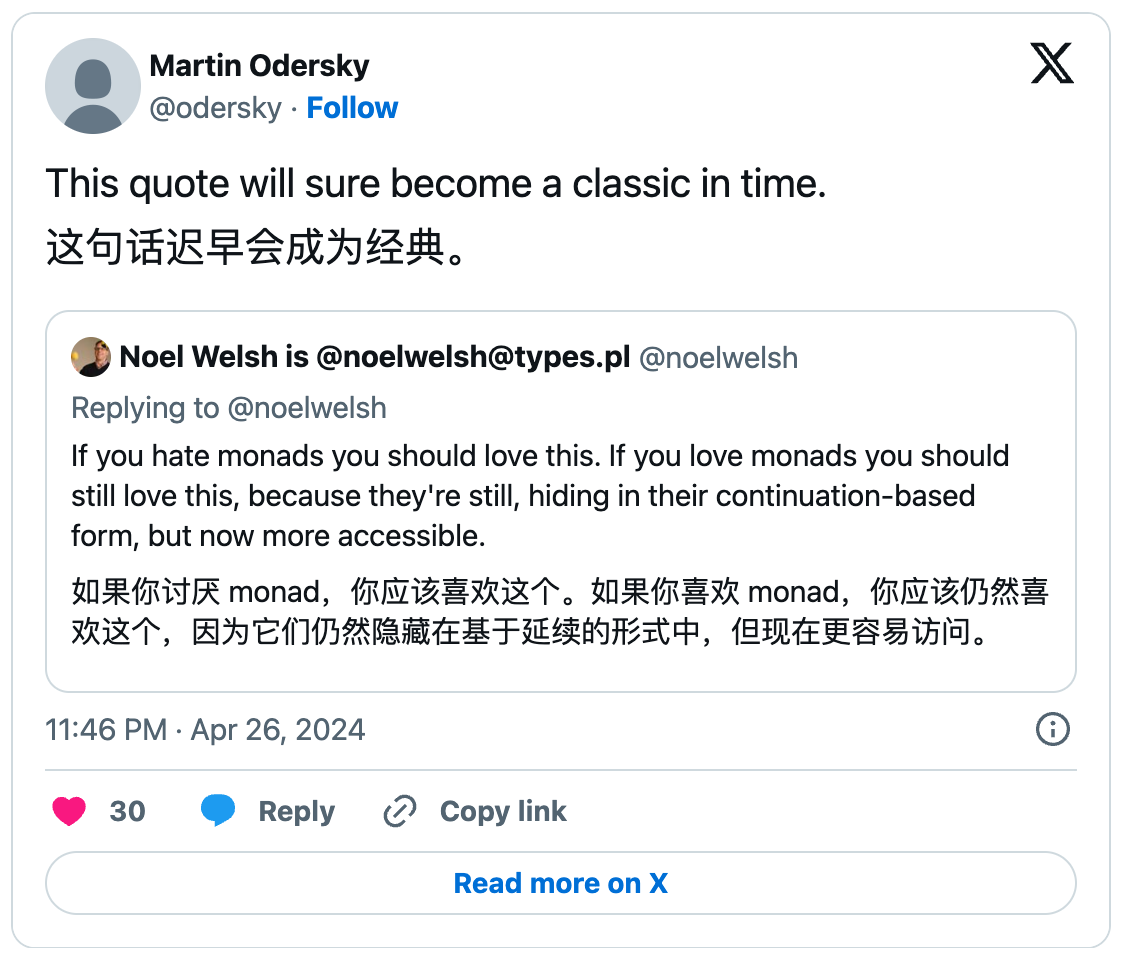 Martin Odersky
@odersky · Follow
This quote will sure become a classic in time.
这句话迟早会成为经典。
Noel Welsh is @noelwelsh@types.pl @noelwelsh
Replying to @noelwelsh
If you hate monads you should love this. If you love monads you should
still love this, because they're still, hiding in their continuation-based
form, but now more accessible.
如果你讨厌 monad，你应该喜欢这个。如果你喜欢 monad，你应该仍然喜
欢这个，因为它们仍然隐藏在基于延续的形式中，但现在更容易访问。
11:46 PM · Apr 26, 2024
30 Reply Copy link
Read more on X